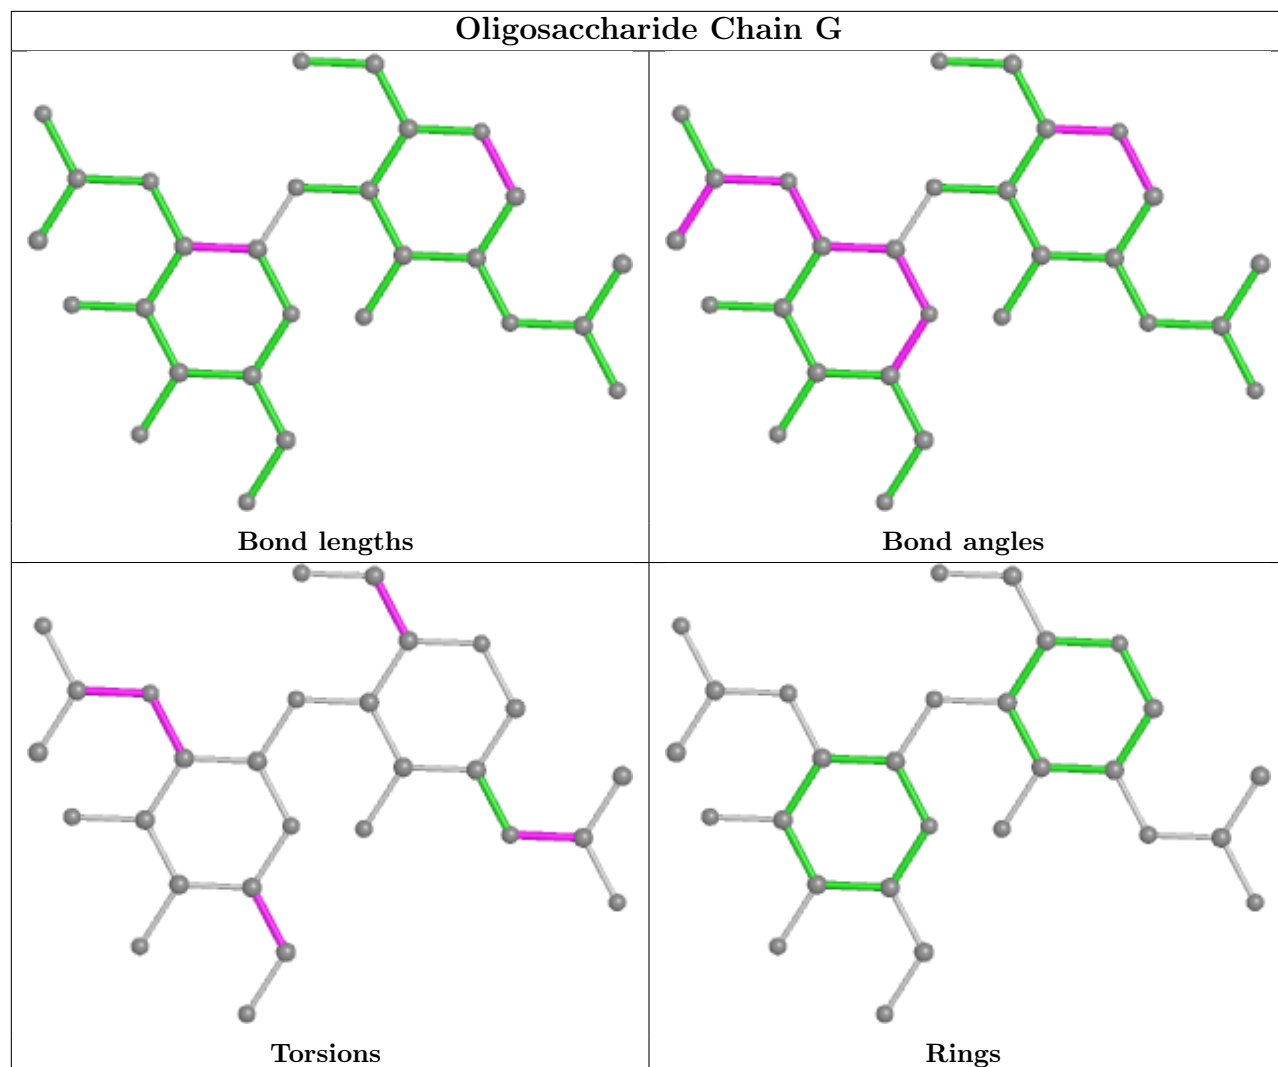 Oligosaccharide Chain G
Bond lengths
Bond angles
Torsions
Rings